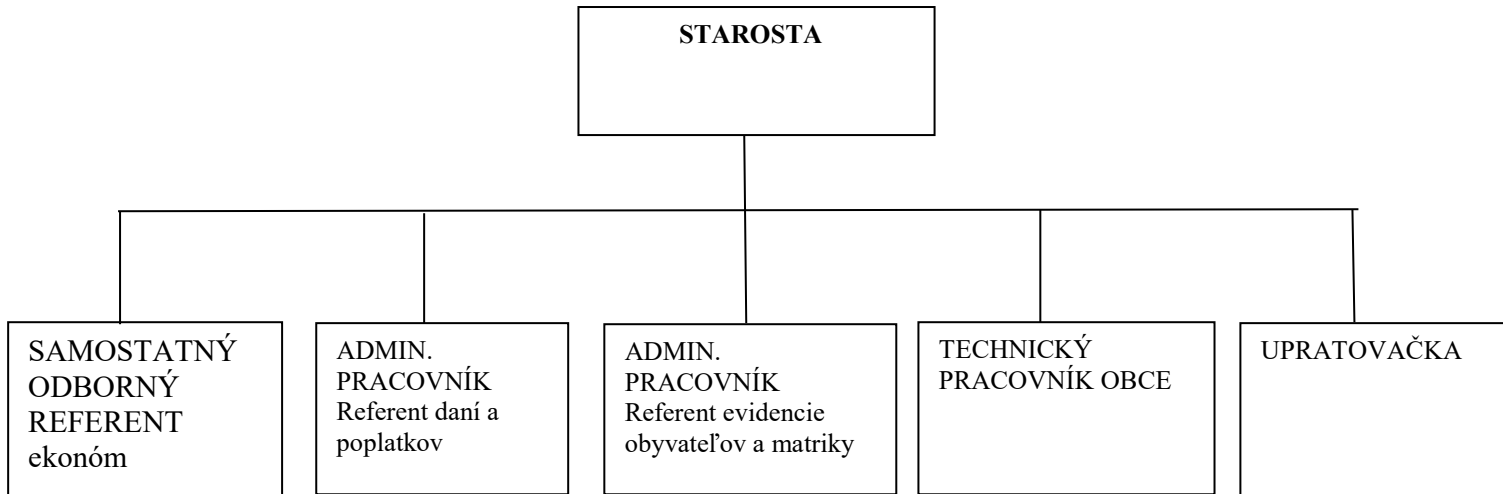 STAROSTA
SAMOSTATNÝ
ODBORNÝ
REFERENT
ekonóm
ADMIN.
PRACOVNÍK
Referent daní a
poplatkov
ADMIN.
PRACOVNÍK
Referent evidencie
obyvateľov a matriky
TECHNICKÝ
PRACOVNÍK OBCE
UPRATOVAČKA